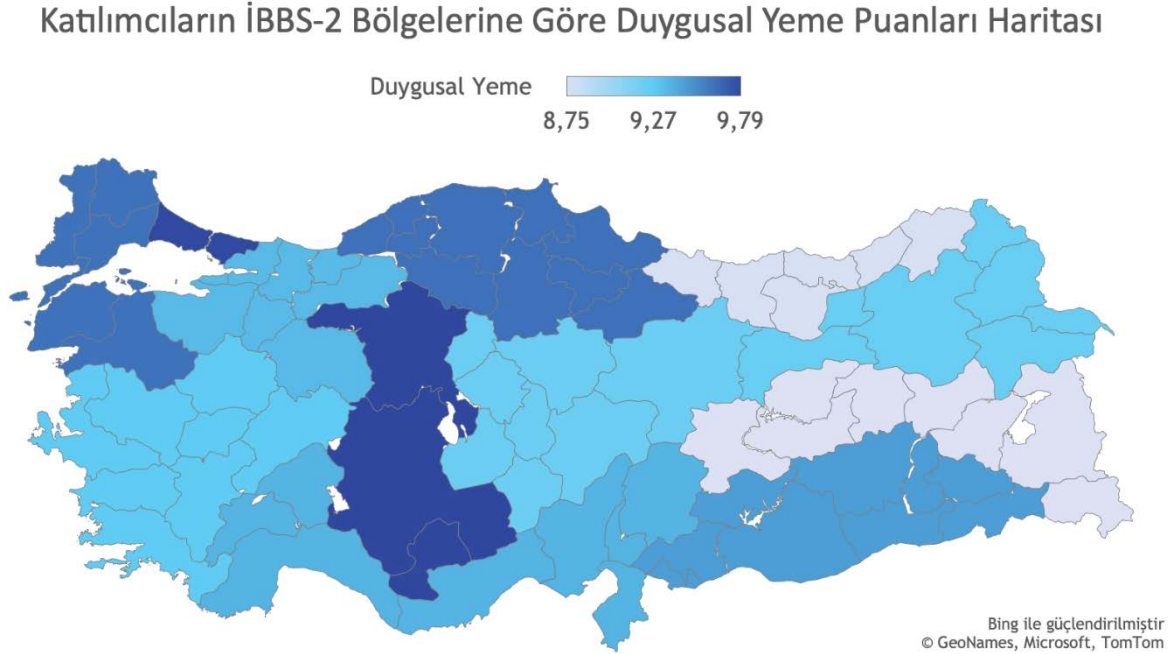 Katılımcıların İBBS-2 Bölgelerine Göre Duygusal Yeme Puanları Haritası
Duygusal Yeme
8,75 9,27 9,79
Bing ile güçlendirilmiştir
© GeoNames, Microsoft, TomTom